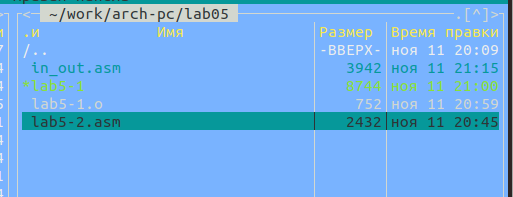 <- ~/work/arch-pc/lab05 .[^]>
.и Имя Размер Время правки
/.. -ВВЕРХ- ноя 11 20:09
in_out.asm 3942 ноя 11 21:15
*lab5-1 8744 ноя 11 21:00
lab5-1.o 752 ноя 11 20:59
lab5-2.asm 2432 ноя 11 20:45